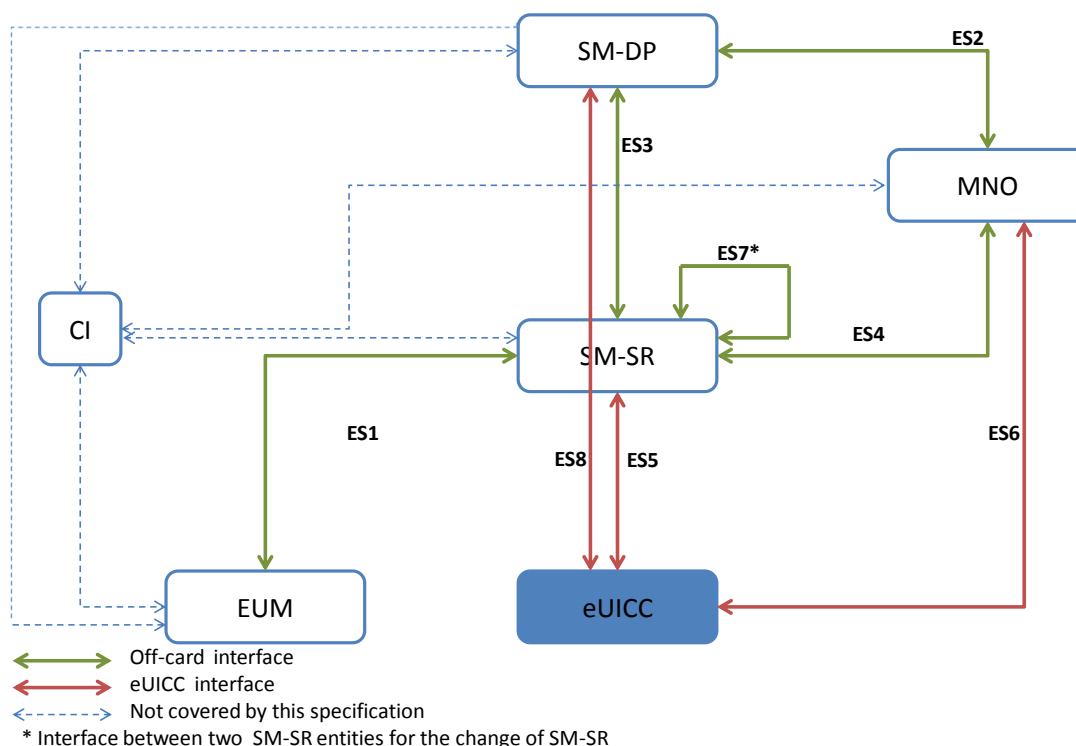 SM-DP
ES2
ES3
MNO
ES7*
CI
SM-SR
ES4
ES1
ES8
ES5
ES6
EUM
eUICC
Off-card interface
eUICC interface
Not covered by this specification
* Interface between two SM-SR entities for the change of SM-SR